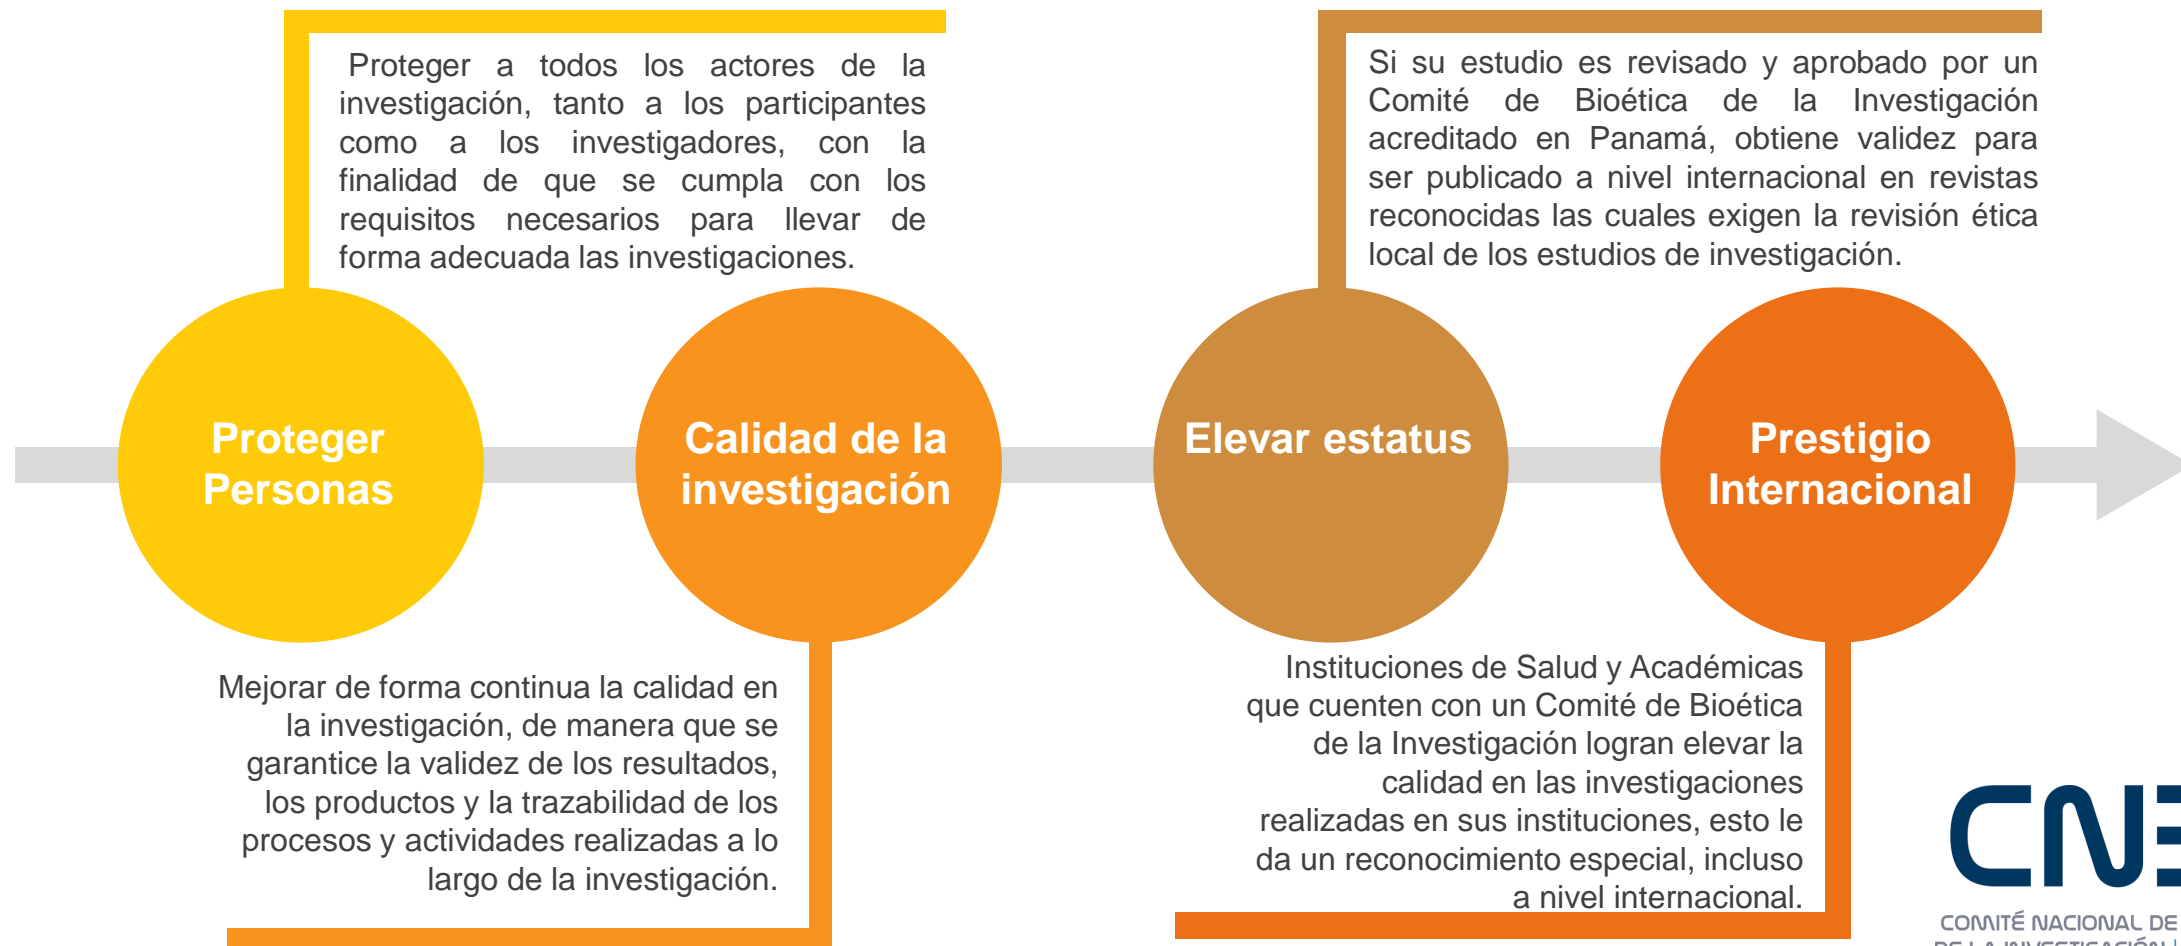 Proteger a todos los actores de la
investigación, tanto a los participantes
como a los investigadores, con la
finalidad de que se cumpla con los
requisitos necesarios para llevar de
forma adecuada las investigaciones.
Si su estudio es revisado y aprobado por un
Comité de Bioética de la Investigación
acreditado en Panamá, obtiene validez para
ser publicado a nivel internacional en revistas
reconocidas las cuales exigen la revisión ética
local de los estudios de investigación.
Proteger
Personas
Calidad de la
investigación
Elevar estatus
Prestigio
Internacional
Mejorar de forma continua la calidad en
la investigación, de manera que se
garantice la validez de los resultados,
los productos y la trazabilidad de los
procesos y actividades realizadas a lo
largo de la investigación.
Instituciones de Salud y Académicas
que cuenten con un Comité de Bioética
de la Investigación logran elevar la
calidad en las investigaciones
realizadas en sus instituciones, esto le
da un reconocimiento especial, incluso
a nivel internacional.
CN
COMITÉ NACIONAL DE
DE LA INVESTIGACIÓN